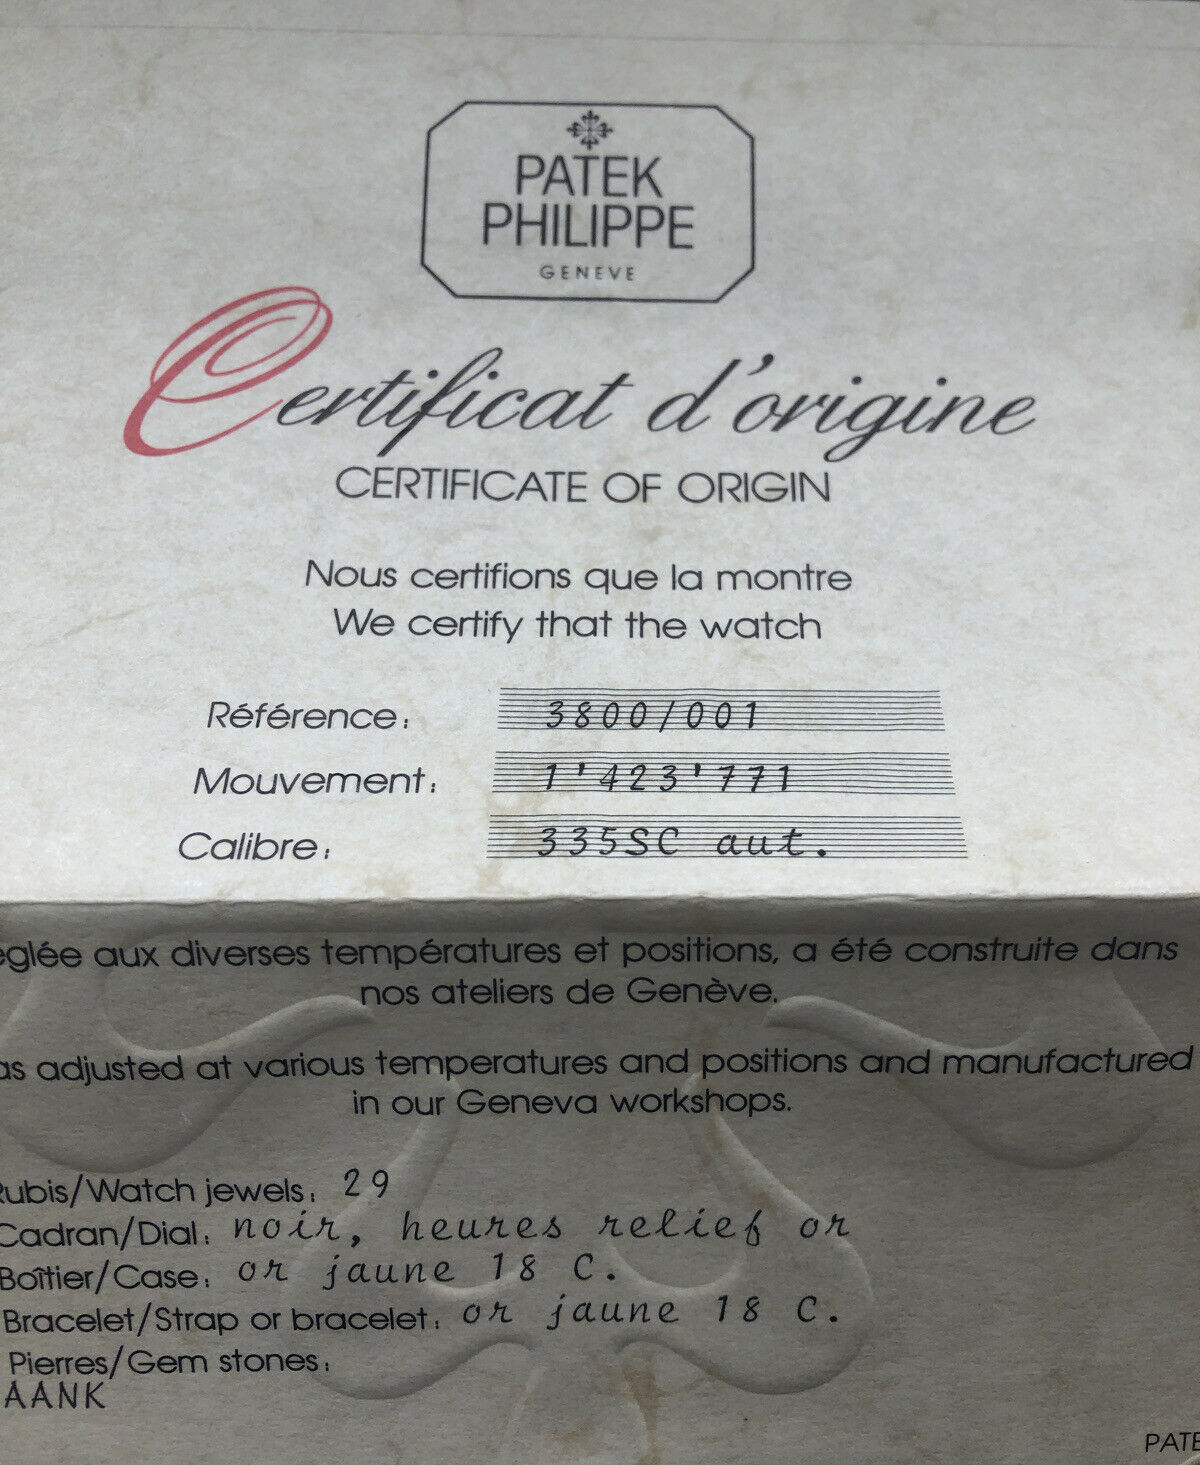 PATEK
PHILIPPE
GENEVE
Certificat d'origine
CERTIFICATE OF ORIGIN
Nous certifions que la montre
We certify that the watch
Référence: 3800/001
Mouvement: 1'423'771
Calibre: 335SC aut.
églée aux diverses températures et positions, a été construite dans
nos ateliers de Genève.
as adjusted at various temperatures and positions and manufactured
in our Geneva workshops.
Rubis/Watch jewels: 29
Cadran/Dial: noir, heures relief or
Boîtier/Case: or jaune 18 C.
Bracelet/Strap or bracelet: or jaune 18 C.
Pierres/Gem stones:
AANK
PATE